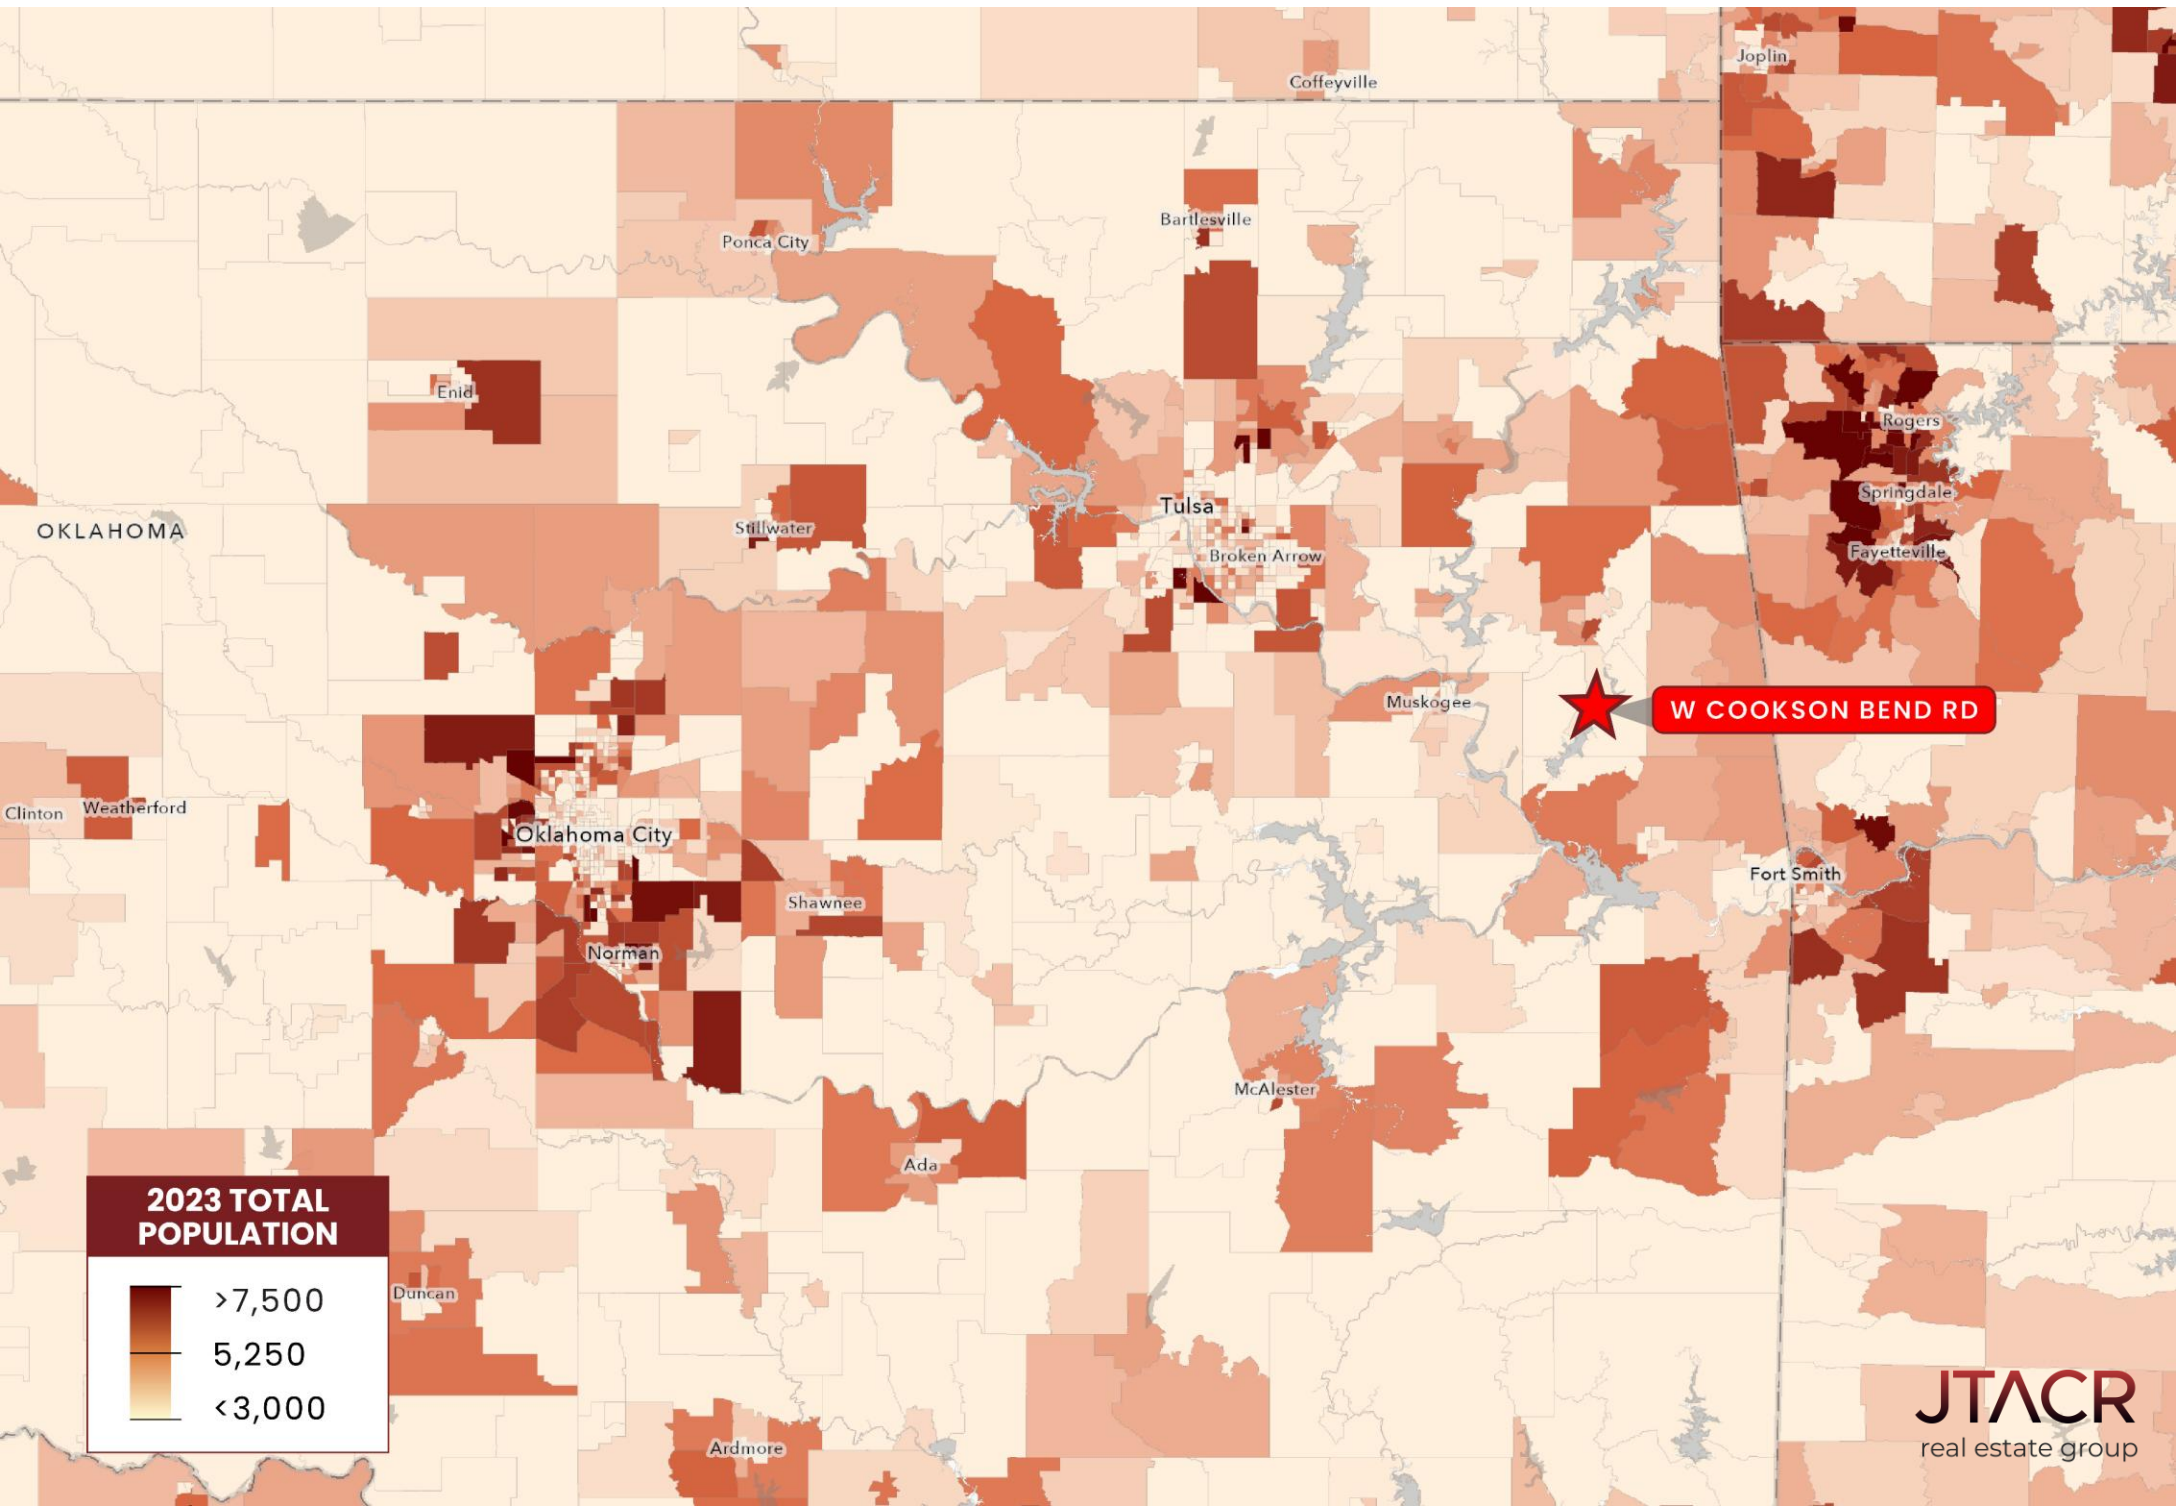 Joplin
Coffeyville
Bartlesville
Ponca City
Enid
Rogers
Springdale
Tulsa
OKLAHOMA
Stillwater
Fayetteville
Broken Arrow
Muskogee
W COOKSON BEND RD
Clinton
Weatherford
Oklahoma City
Fort Smith
Shawnee
Norman
McAlester
Ada
2023 TOTAL
POPULATION
>7,500
5,250
<3,000
Duncan
Ardmore
JTACR
real estate group